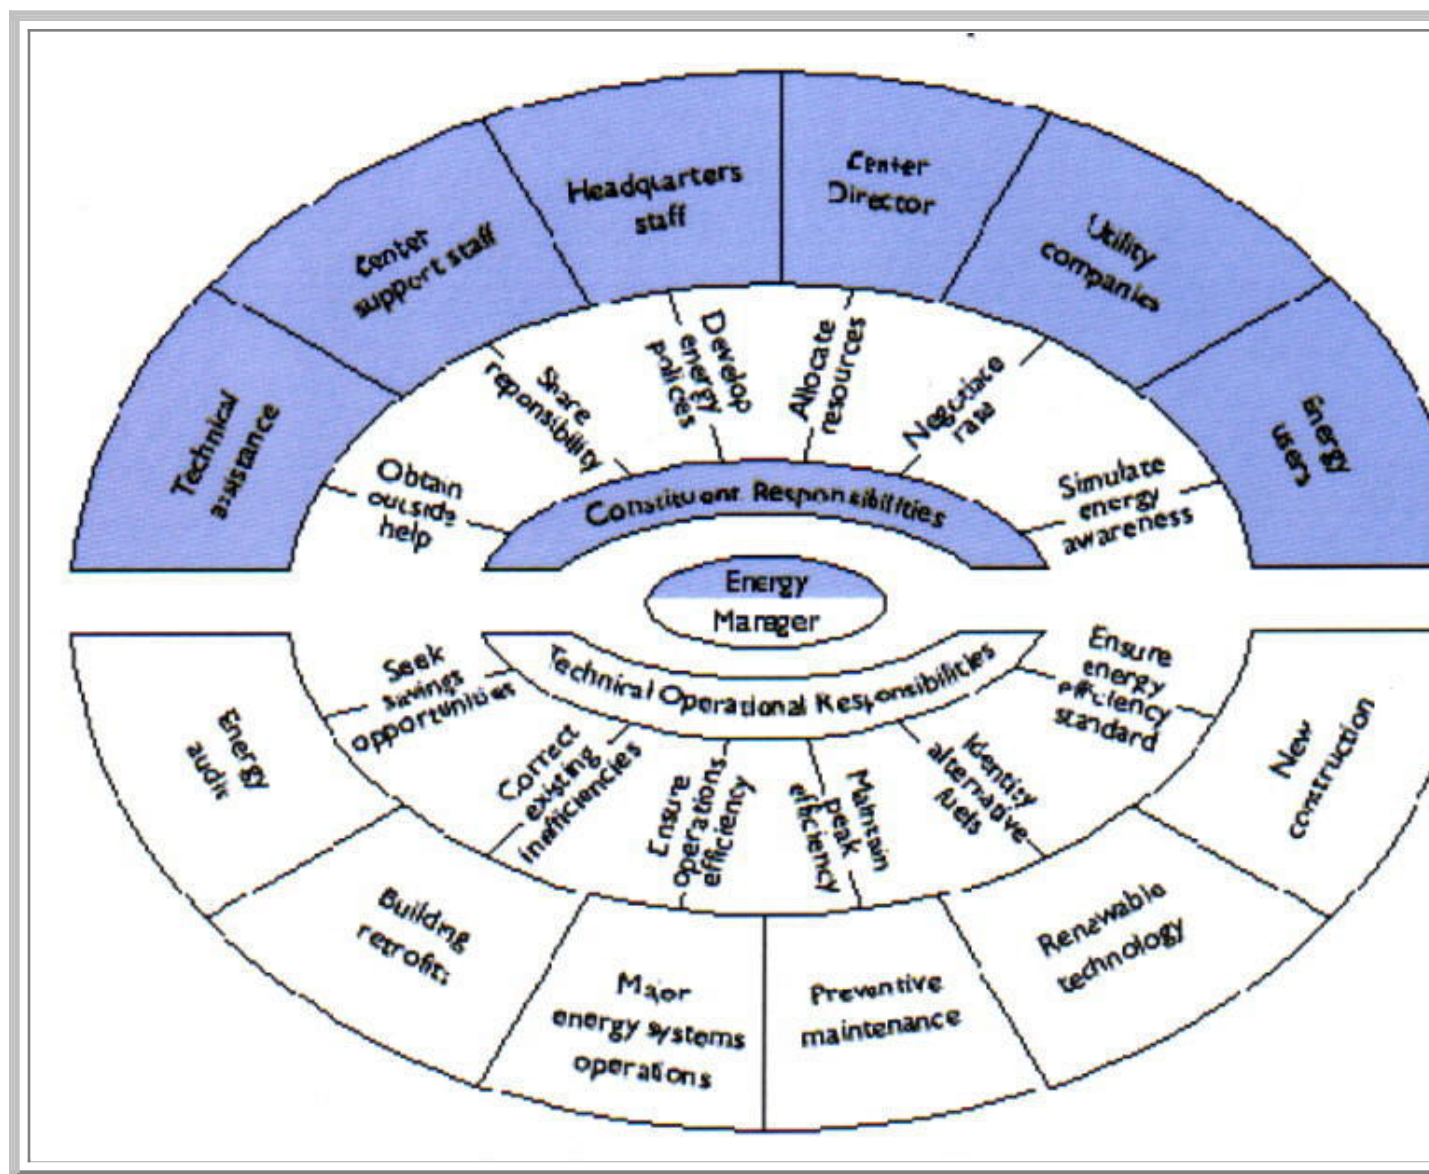 Technical
assistance
Center
support staff
Headquarters
staff
Center
Director
Utility
companies
Energy
users
Obtain
outside
help
Share
reponsibility
Develop
energy
polices
Allocate
resources
Negotiate
rate
Simulate
energy
awareness
Constituent Responsibilities
Energy
Manager
Technical Operational Responsibilities
Seek
savings
opportunities
Correct
existing
inefficiencies
Ensure
operations
efficiency
Maintain
peak
efficiency
Identity
alternative
fuels
Ensure
energy
efficiency
standard
Energy
audit
Building
retrofits
Major
energy systems
operations
Preventive
maintenance
Renewable
technology
New
construction